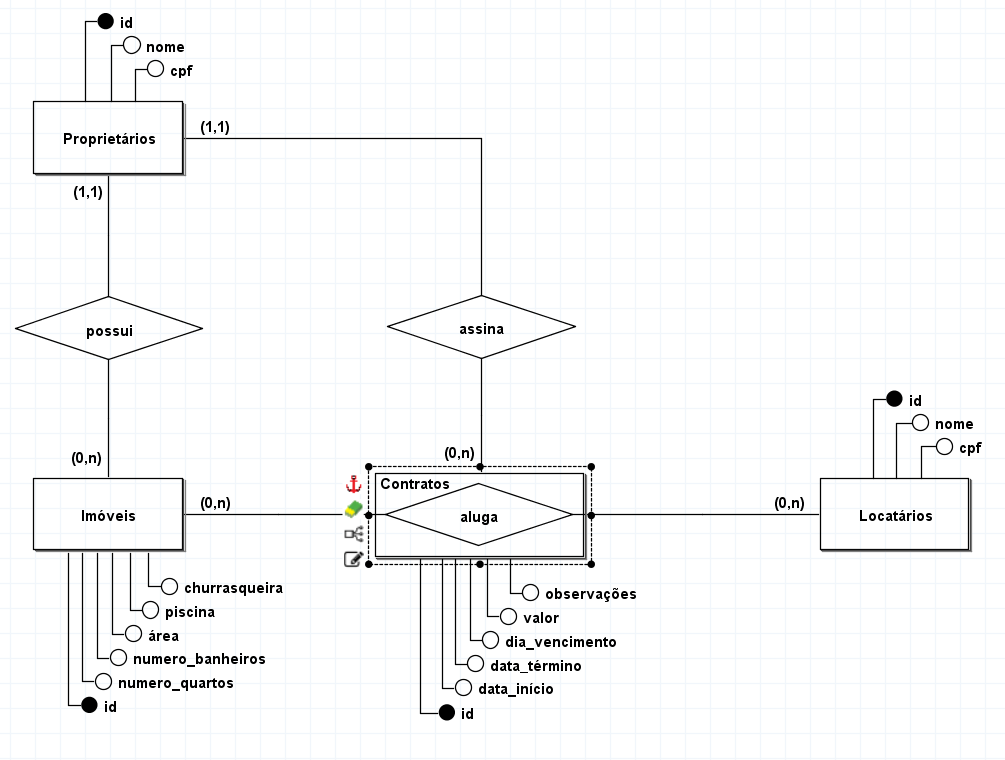 id
nome
cpf
(1,1)
Proprietários
(1,1)
possui
assina
id
nome
cpf
(0,n)
(0,n)
Contratos
(0,n)
(0,n)
Imóveis
aluga
Locatários
churrasqueira
piscina
área
numero_banheiros
numero_quartos
id
observações
valor
dia_vencimento
data_término
data_início
id